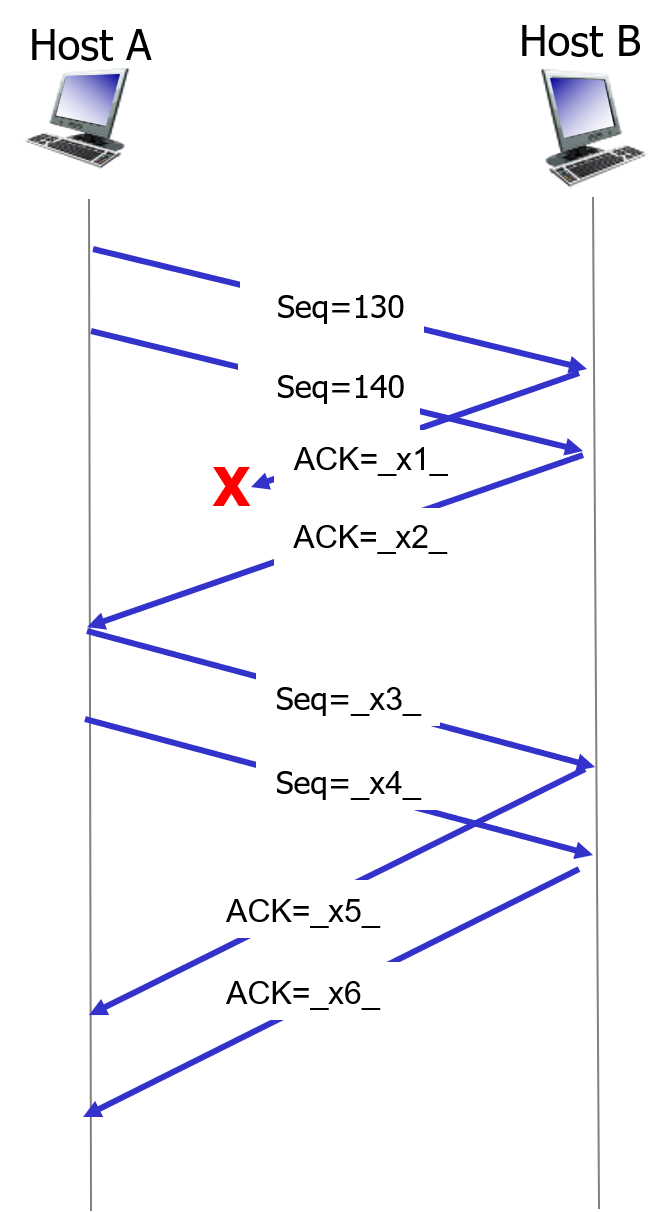 Host A
Host B
Seq=130
Seq=140
ACK=_x1_
X
ACK=_x2_
Seq=_x3_
Seq=_x4_
ACK=_x5_
ACK=_x6_